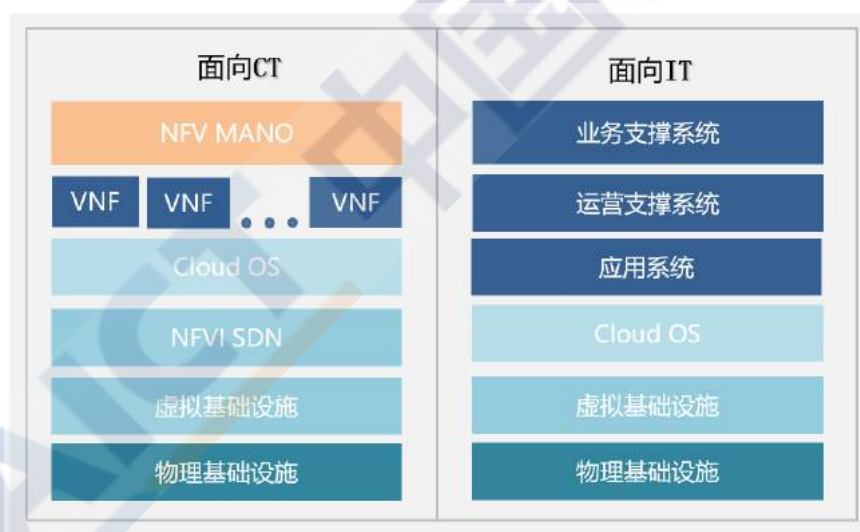 面向CT
NFV MANO
VNF VNF ... VNF
Cloud OS
NFVI SDN
虚拟基础设施
物理基础设施
面向IT
业务支撑系统
运营支撑系统
应用系统
Cloud OS
虚拟基础设施
物理基础设施